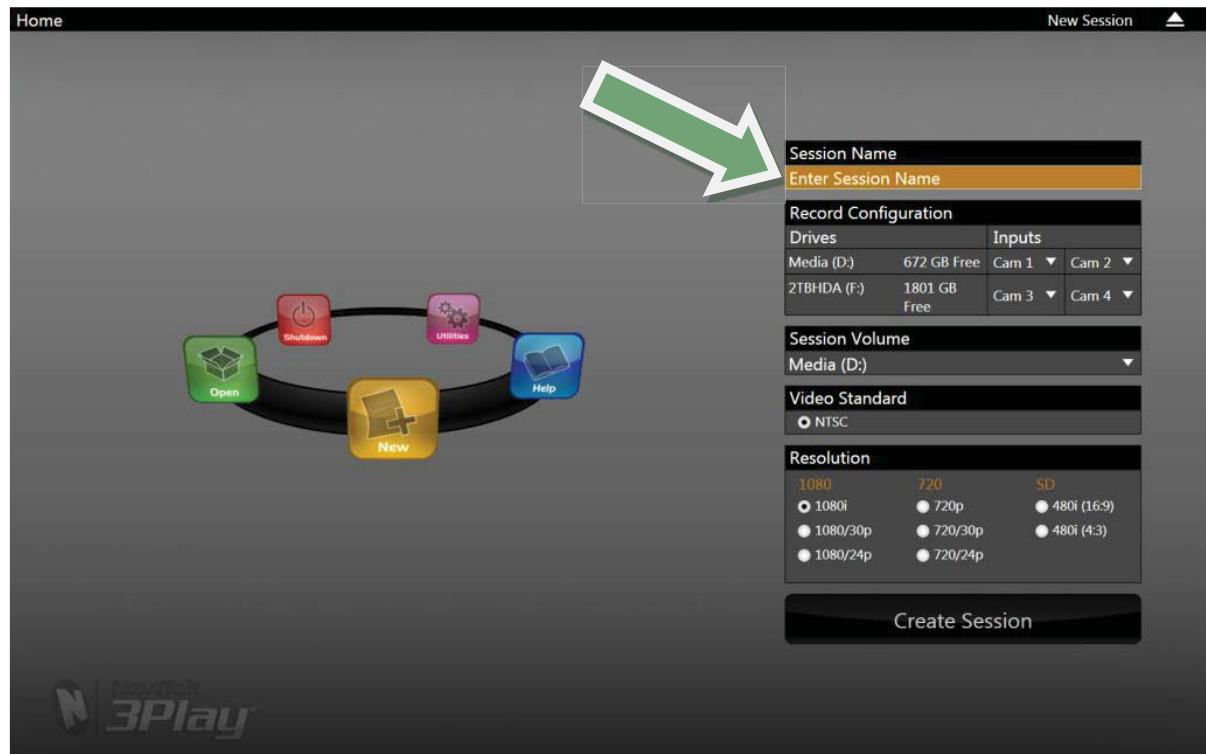 Home
New Session
Session Name
Enter Session Name
Record Configuration
Drives
Inputs
Media (D:)
672 GB Free
Cam 1
Cam 2
2TBHDA (F:)
1801 GB
Free
Cam 3
Cam 4
Session Volume
Media (D:)
Video Standard
NTSC
Resolution
1080
720
SD
1080i
720p
480i (16:9)
1080/30p
720/30p
480i (4:3)
1080/24p
720/24p
Create Session
Shutdown
Utilities
Open
Help
New
N
NewTek
3Play